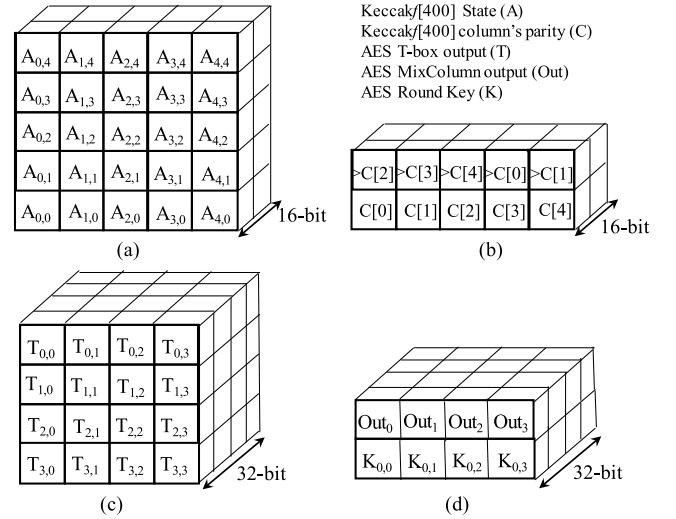 Keccakf[400] State (A)
Keccakf[400] column's parity (C)
AES T-box output (T)
AES MixColumn output (Out)
AES Round Key (K)
A0,4 A1,4 A2,4 A3,4 A4,4
A0,3 A1,3 A2,3 A3,3 A4,3
A0,2 A1,2 A2,2 A3,2 A4,2
A0,1 A1,1 A2,1 A3,1 A4,1
A0,0 A1,0 A2,0 A3,0 A4,0
16-bit
(a)
>C[2] >C[3] >C[4] >C[0] >C[1]
C[0] C[1] C[2] C[3] C[4]
16-bit
(b)
T0,0 T0,1 T0,2 T0,3
T1,0 T1,1 T1,2 T1,3
T2,0 T2,1 T2,2 T2,3
T3,0 T3,1 T3,2 T3,3
32-bit
(c)
Out0 Out1 Out2 Out3
K0,0 K0,1 K0,2 K0,3
32-bit
(d)